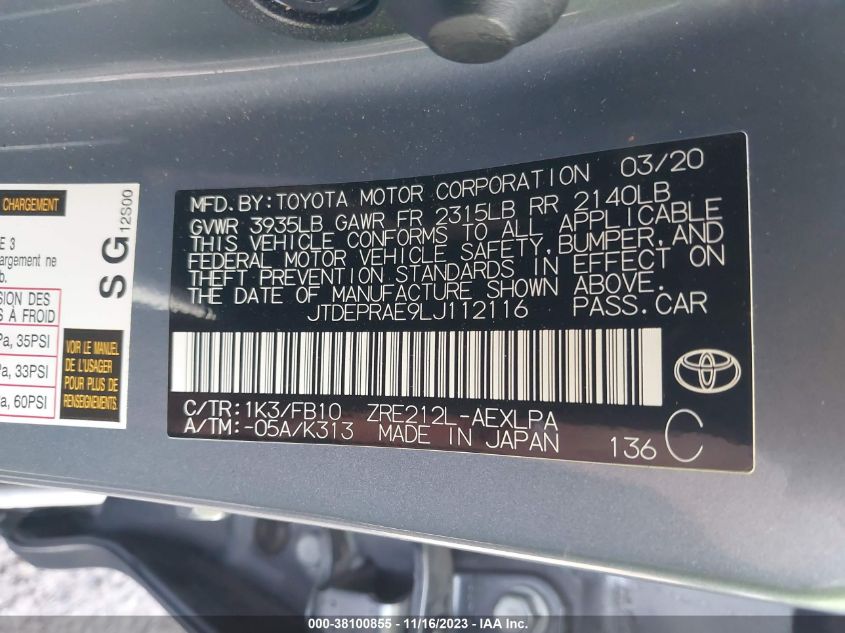 CHARGEMENT
E 3
argement ne
b.
SION DES
S À FROID
Pa, 35PSI
a, 33PSI
a, 60PSI
VOIR LE MANUEL
DE L'USAGER
POUR PLUS DE
RENSEIGNEMENTS
SG
12S00
MFD. BY: TOYOTA MOTOR CORPORATION 03/20
GVWR 3935LB GAWR FR 2315LB RR 2140LB
THIS VEHICLE CONFORMS TO ALL APPLICABLE
FEDERAL MOTOR VEHICLE SAFETY, BUMPER, AND
THEFT PREVENTION STANDARDS IN EFFECT ON
THE DATE OF MANUFACTURE SHOWN ABOVE.
JTDEPRAE9LJ112116 PASS. CAR
C/TR: 1K3/FB10 ZRE212L-AEXLPA
A/TM: -05A/K313 MADE IN JAPAN 136 C
000-38100855 - 11/16/2023 - IAA Inc.